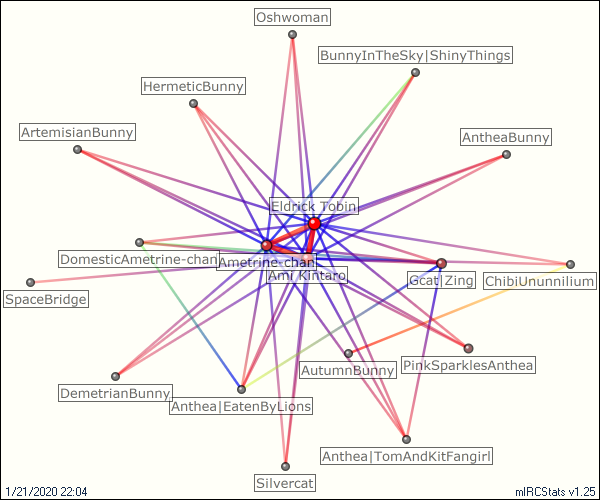 Oshwoman
BunnyInTheSky|ShinyThings
HermeticBunny
ArtemisianBunny
AntheaBunny
Eldrick Tobin
DomesticAmetrine-chan
Ametrine-chan
Ami Kintaro
Gcat|Zing
ChibiUnunnilium
SpaceBridge
AutumnBunny
PinkSparklesAnthea
DemetrianBunny
Anthea|EatenByLions
Anthea|TomAndKitFangirl
Silvercat
1/21/2020 22:04
mIRCStats v1.25